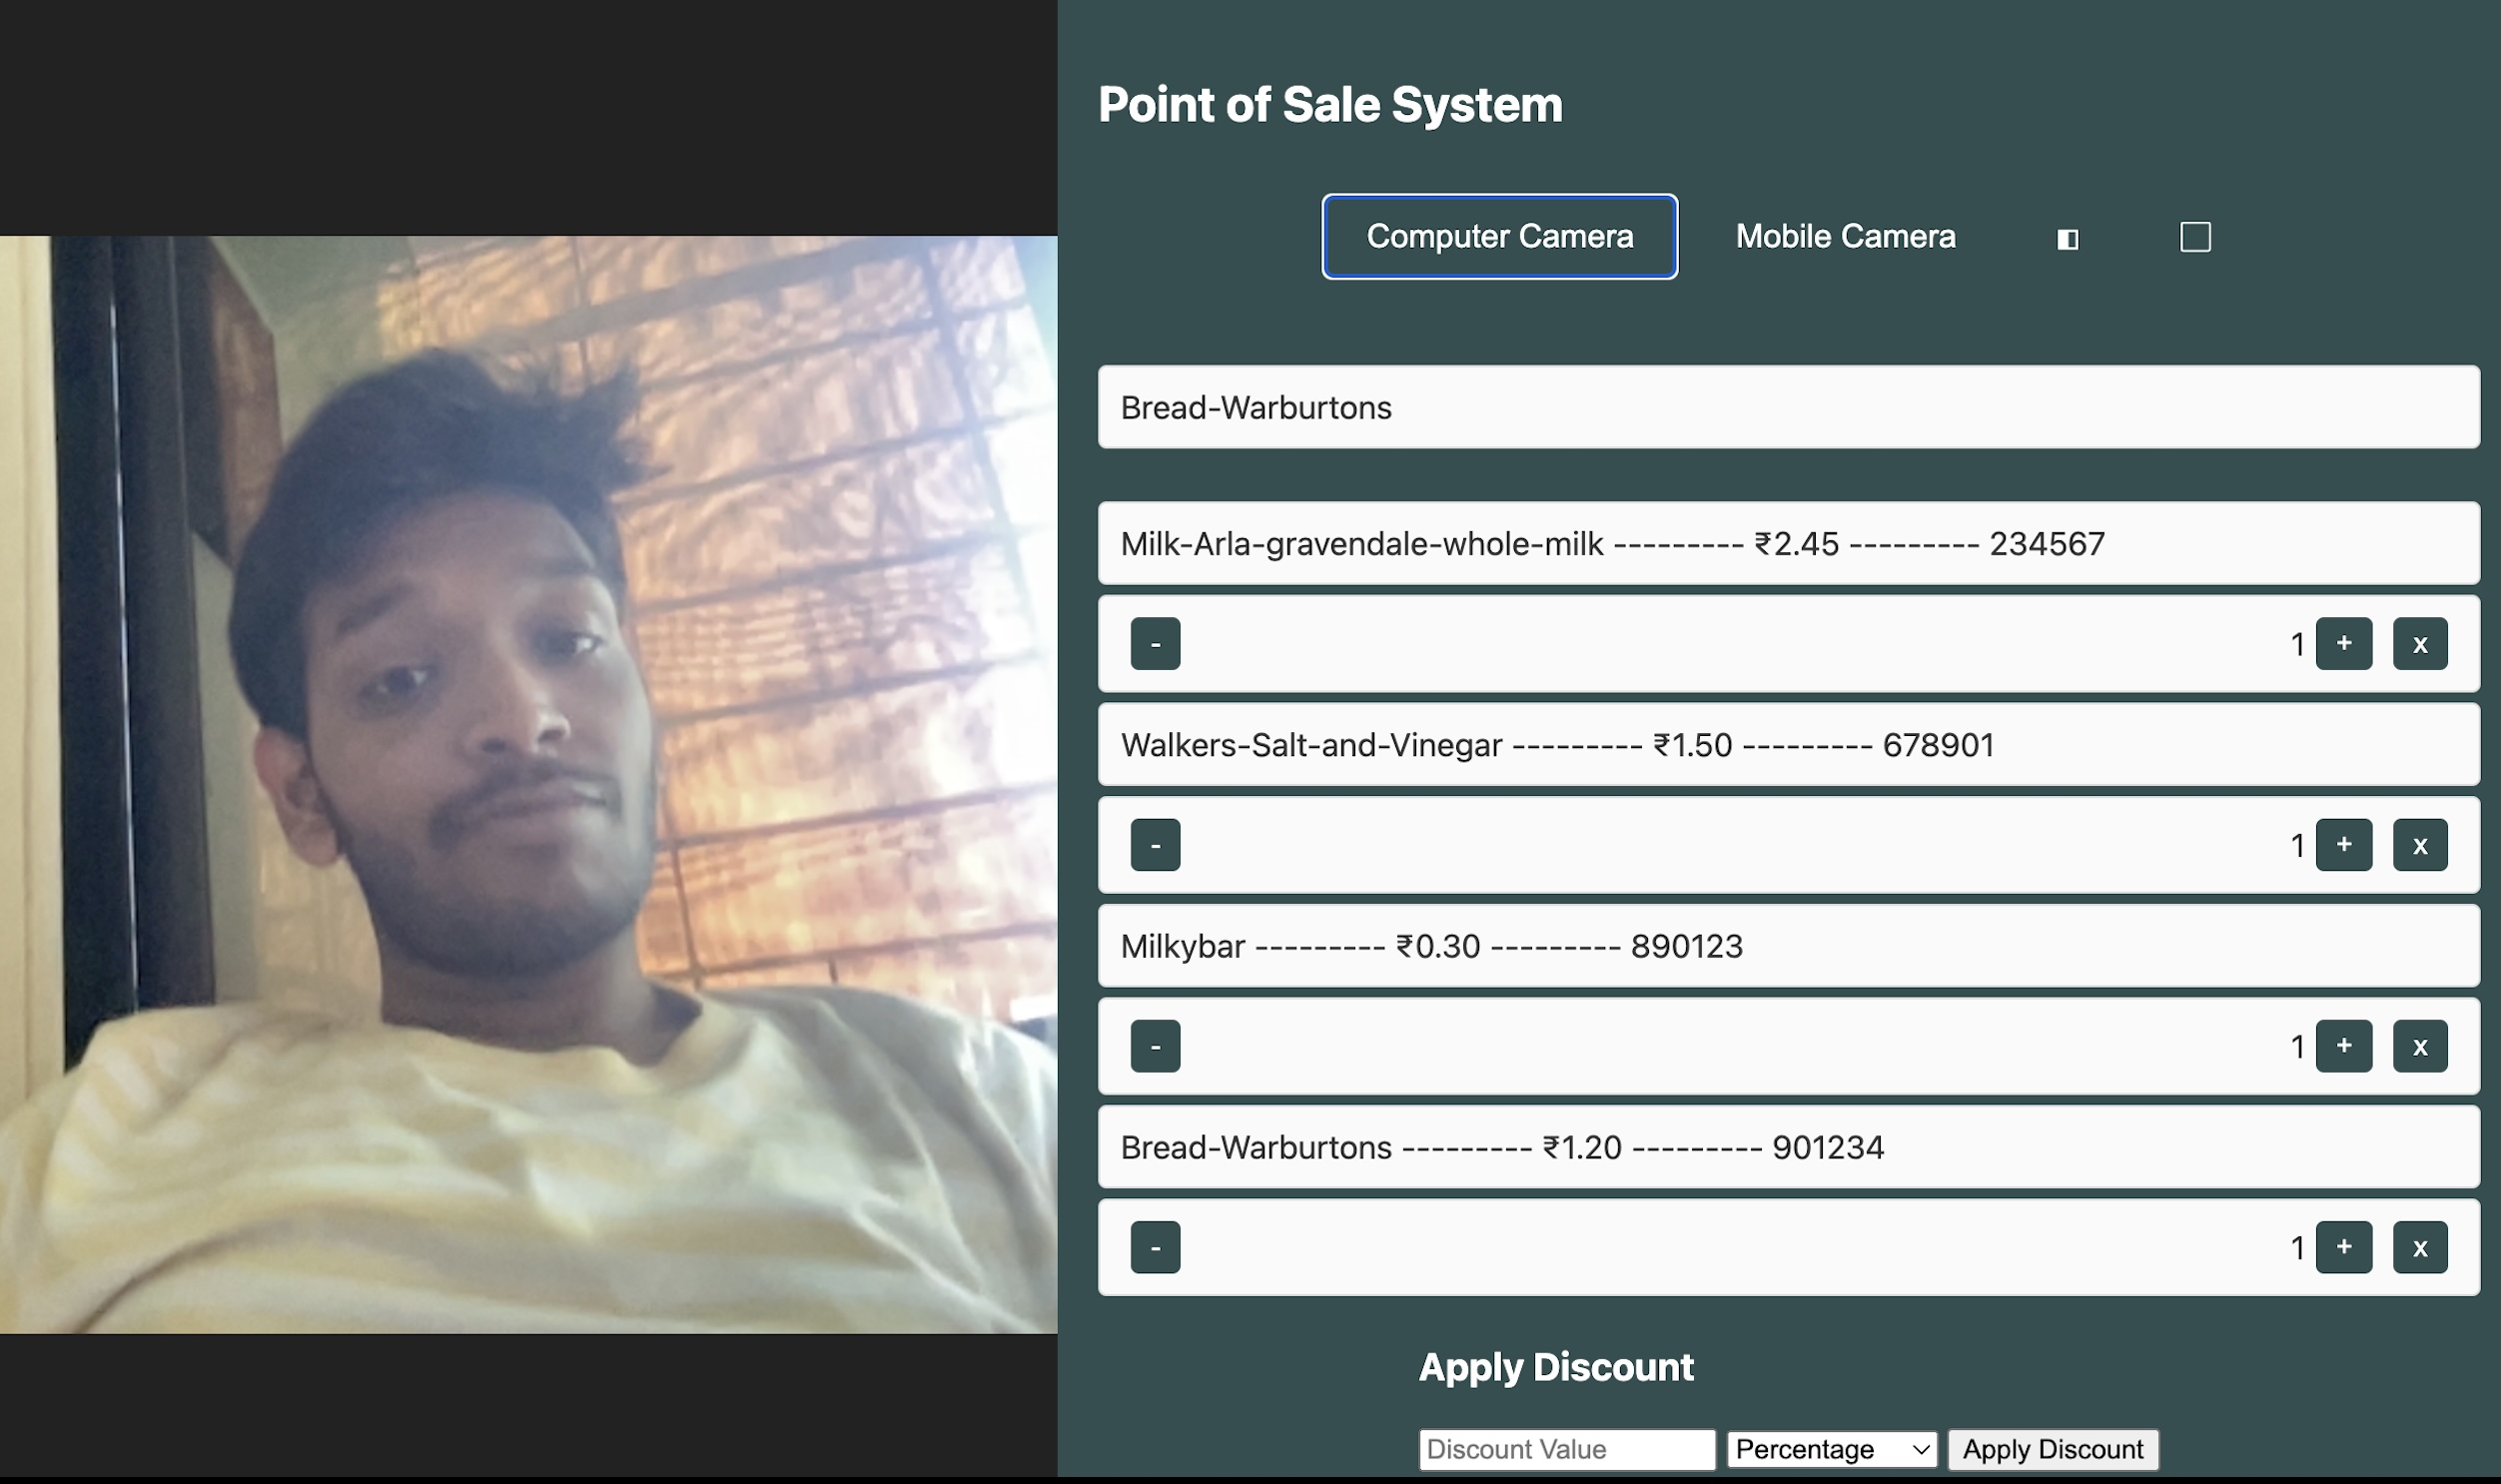 Point of Sale System
Computer Camera Mobile Camera
Bread-Warburtons
Milk-Arla-gravendale-whole-milk --------- ₹2.45 --------- 234567
- 1 + x
Walkers-Salt-and-Vinegar --------- ₹1.50 --------- 678901
- 1 + x
Milkybar --------- ₹0.30 --------- 890123
- 1 + x
Bread-Warburtons --------- ₹1.20 --------- 901234
- 1 + x
Apply Discount
Discount Value Percentage Apply Discount